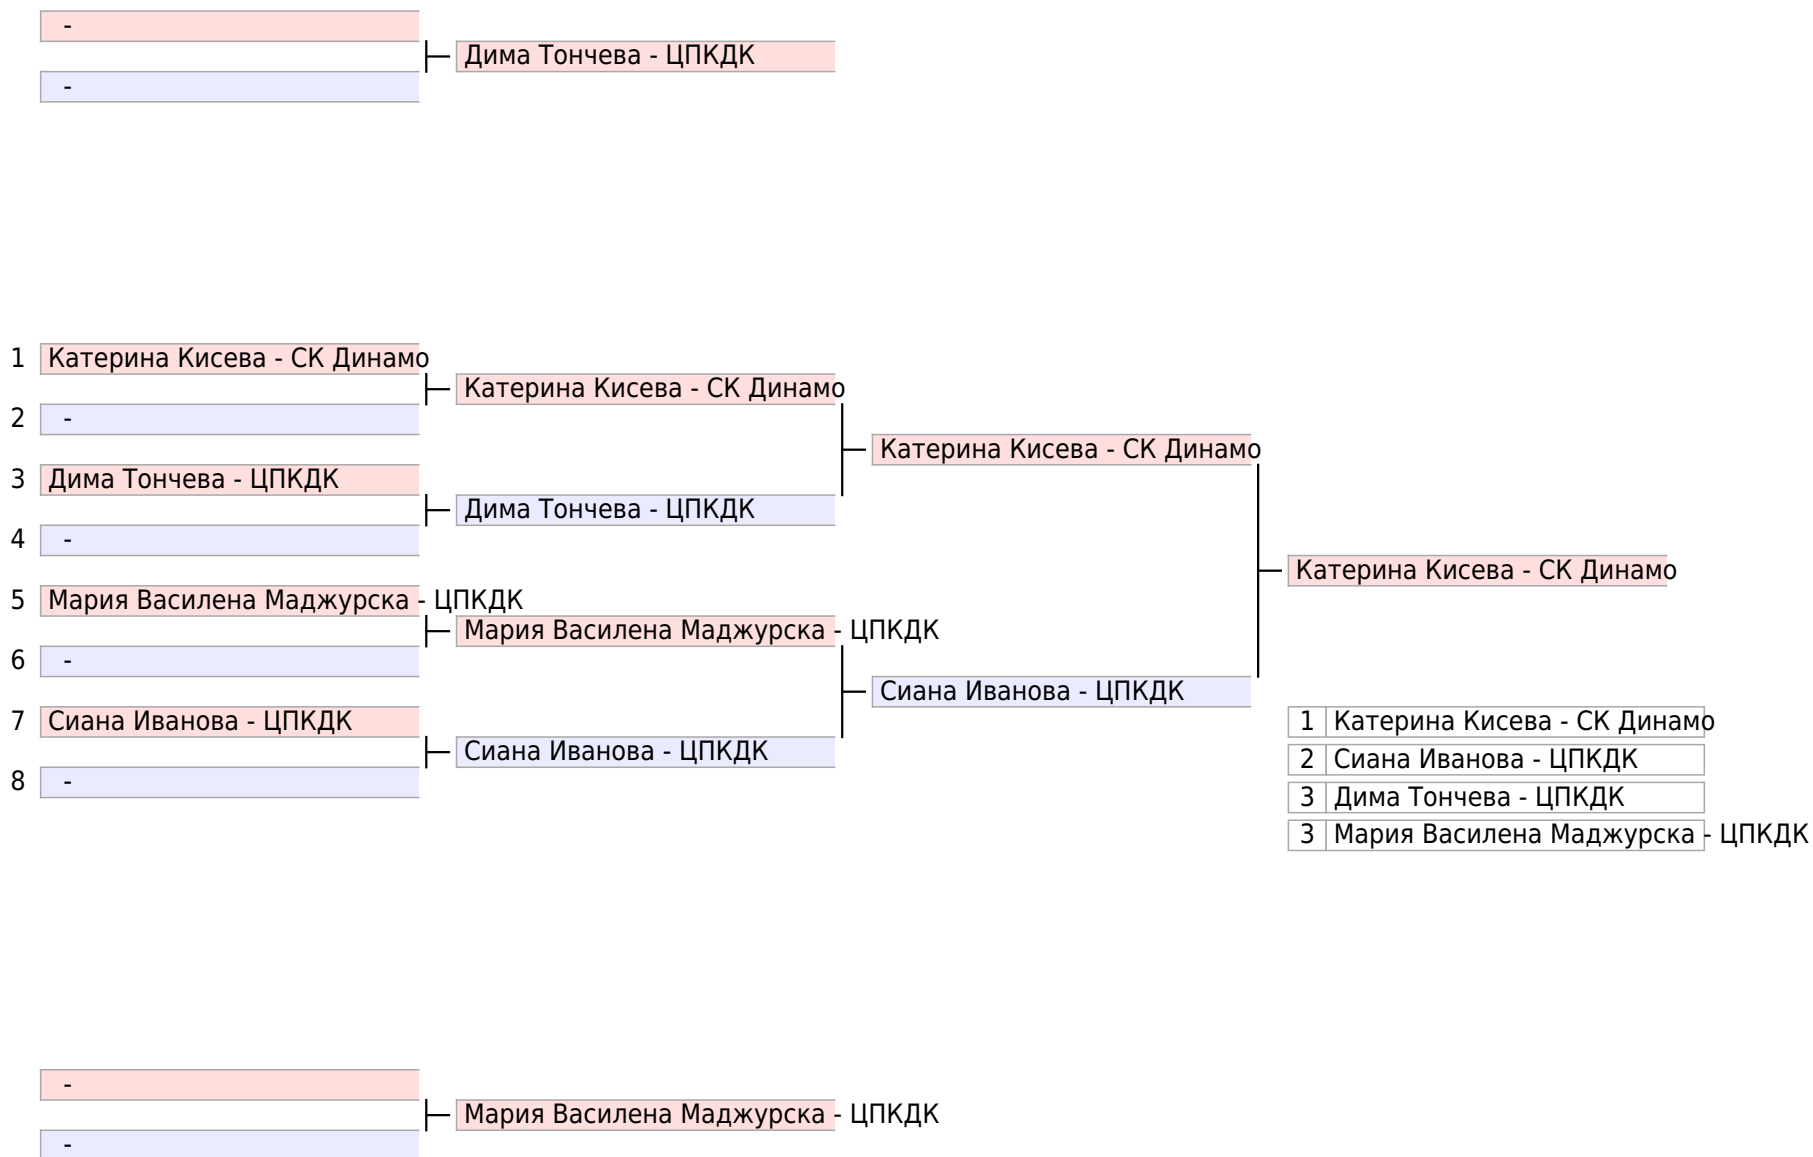 -
Дима Тончева - ЦПКДК
-
1 Катерина Кисева - СК Динамо
Катерина Кисева - СК Динамо
2 -
Катерина Кисева - СК Динамо
3 Дима Тончева - ЦПКДК
Дима Тончева - ЦПКДК
4 -
Катерина Кисева - СК Динамо
5 Мария Василена Маджурска - ЦПКДК
Мария Василена Маджурска - ЦПКДК
6 -
Сиана Иванова - ЦПКДК
7 Сиана Иванова - ЦПКДК
Сиана Иванова - ЦПКДК
8 -
1 Катерина Кисева - СК Динамо
2 Сиана Иванова - ЦПКДК
3 Дима Тончева - ЦПКДК
3 Мария Василена Маджурска - ЦПКДК
-
Мария Василена Маджурска - ЦПКДК
-